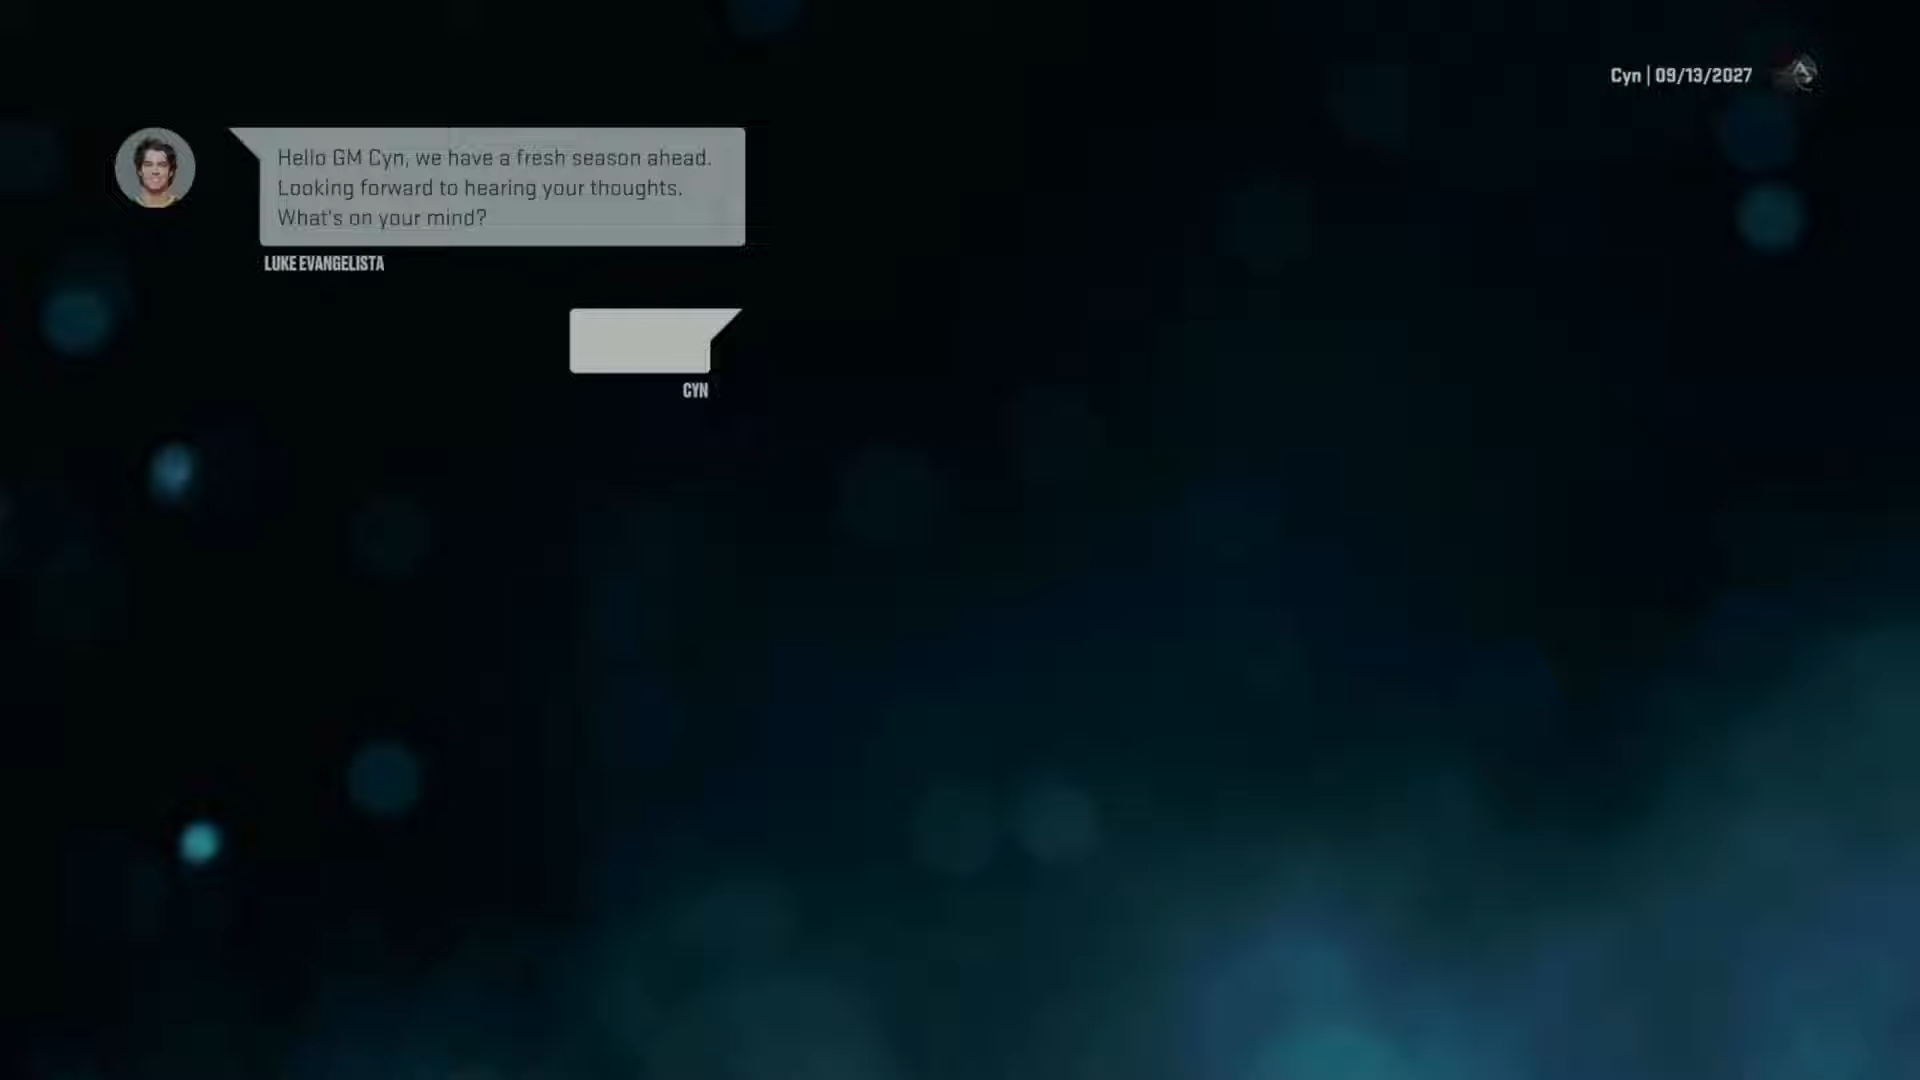 Cyn | 09/13/2027
Hello GM Cyn, we have a fresh season ahead.
Looking forward to hearing your thoughts.
What's on your mind?
LUKE EVANGELISTA
CYN